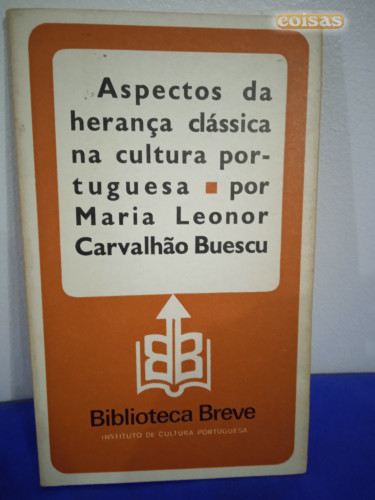 coisas
Aspectos da
herança clássica
na cultura por-
tuguesa ▪ por
Maria Leonor
Carvalhão Buescu
BB
Biblioteca Breve
INSTITUTO DE CULTURA PORTUGUESA